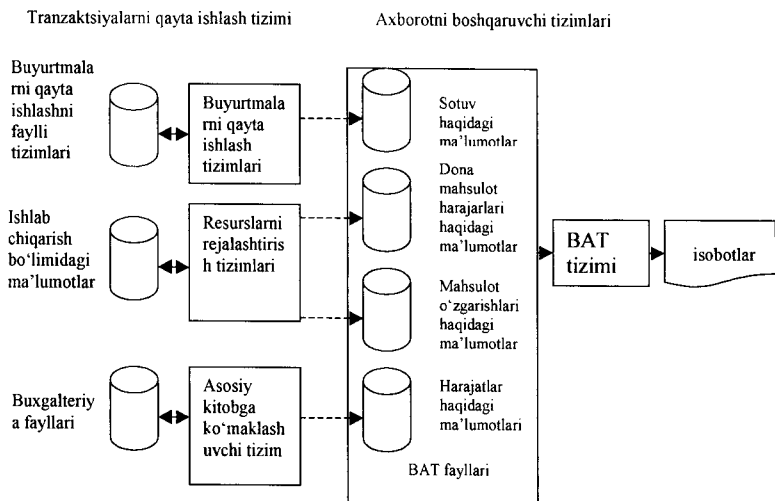 Tranzaktsiyalarni qayta ishlash tizimi
Axborotni boshqaruvchi tizimlari
Buyurtmala
rni qayta
ishlashni
faylli
tizimlari
Buyurtmala
rni qayta
ishlash
tizimlari
Sotuv
haqidagi
ma’lumotlar
Dona
mahsulot
harajarlari
haqidagi
ma’lumotlar
Ishlab
chiqarish
bo‘limidagi
ma’lumotlar
Resurslarni
rejalashtiris
h tizimlari
Mahsulot
o‘zgarishlari
haqidagi
ma’lumotlar
Buxgalteriy
a fayllari
Asosiy
kitobga
ko‘maklash
uvchi tizim
Harajatlar
haqidagi
ma’lumotlari
BAT fayllari
BAT
tizimi
isobotlar